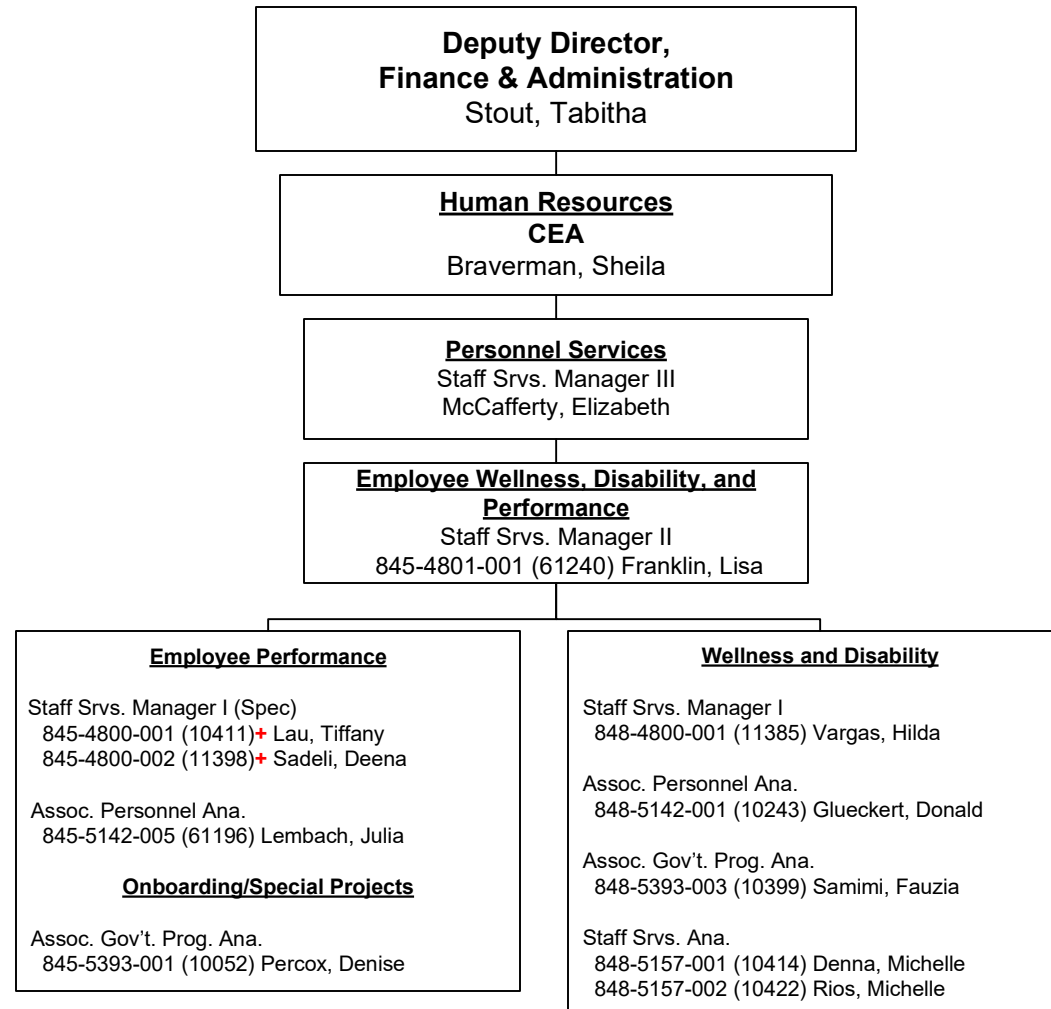 Deputy Director,
Finance & Administration
Stout, Tabitha
Human Resources
CEA
Braverman, Sheila
Personnel Services
Staff Srvs. Manager III
McCafferty, Elizabeth
Employee Wellness, Disability, and
Performance
Staff Srvs. Manager II
845-4801-001 (61240) Franklin, Lisa
Employee Performance
Staff Srvs. Manager I (Spec)
845-4800-001 (10411)+ Lau, Tiffany
845-4800-002 (11398)+ Sadeli, Deena
Assoc. Personnel Ana.
845-5142-005 (61196) Lembach, Julia
Onboarding/Special Projects
Assoc. Gov’t. Prog. Ana.
845-5393-001 (10052) Percox, Denise
Wellness and Disability
Staff Srvs. Manager I
848-4800-001 (11385) Vargas, Hilda
Assoc. Personnel Ana.
848-5142-001 (10243) Glueckert, Donald
Assoc. Gov’t. Prog. Ana.
848-5393-003 (10399) Samimi, Fauzia
Staff Srvs. Ana.
848-5157-001 (10414) Denna, Michelle
848-5157-002 (10422) Rios, Michelle